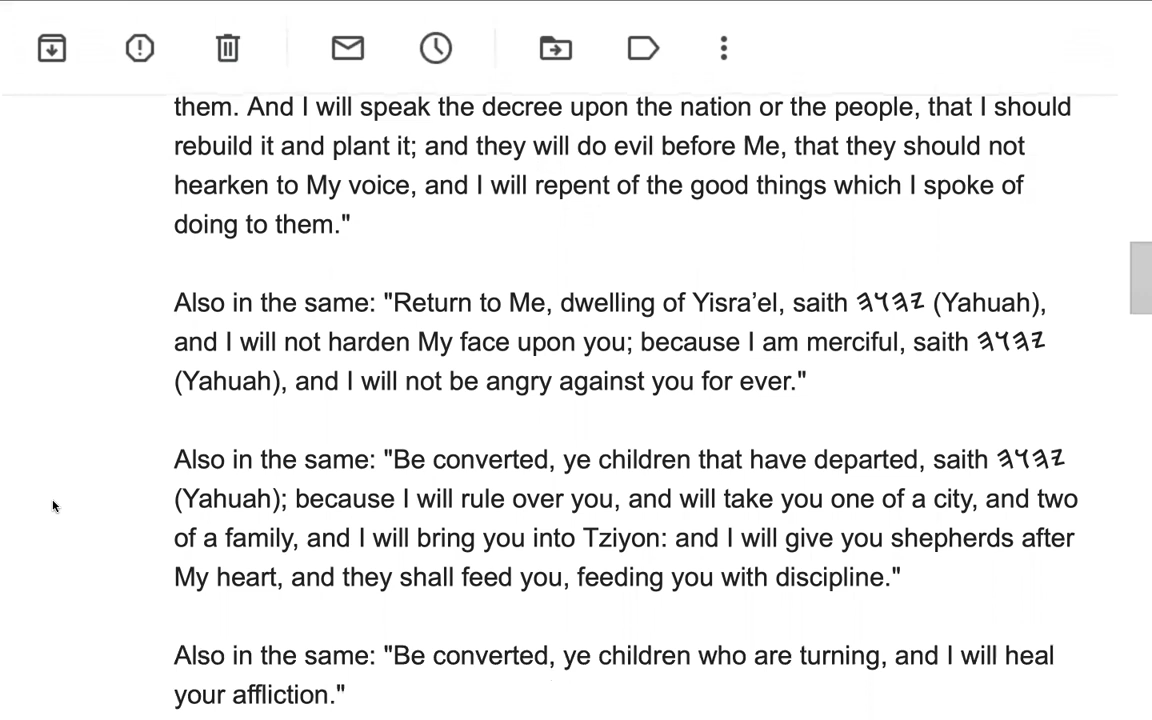 them. And I will speak the decree upon the nation or the people, that I should
rebuild it and plant it; and they will do evil before Me, that they should not
hearken to My voice, and I will repent of the good things which I spoke of
doing to them."
Also in the same: "Return to Me, dwelling of Yisra’el, saith 𐤉𐤄𐤅𐤄 (Yahuah),
and I will not harden My face upon you; because I am merciful, saith 𐤉𐤄𐤅𐤄
(Yahuah), and I will not be angry against you for ever."
Also in the same: "Be converted, ye children that have departed, saith 𐤉𐤄𐤅𐤄
(Yahuah); because I will rule over you, and will take you one of a city, and two
of a family, and I will bring you into Tziyon: and I will give you shepherds after
My heart, and they shall feed you, feeding you with discipline."
Also in the same: "Be converted, ye children who are turning, and I will heal
your affliction."